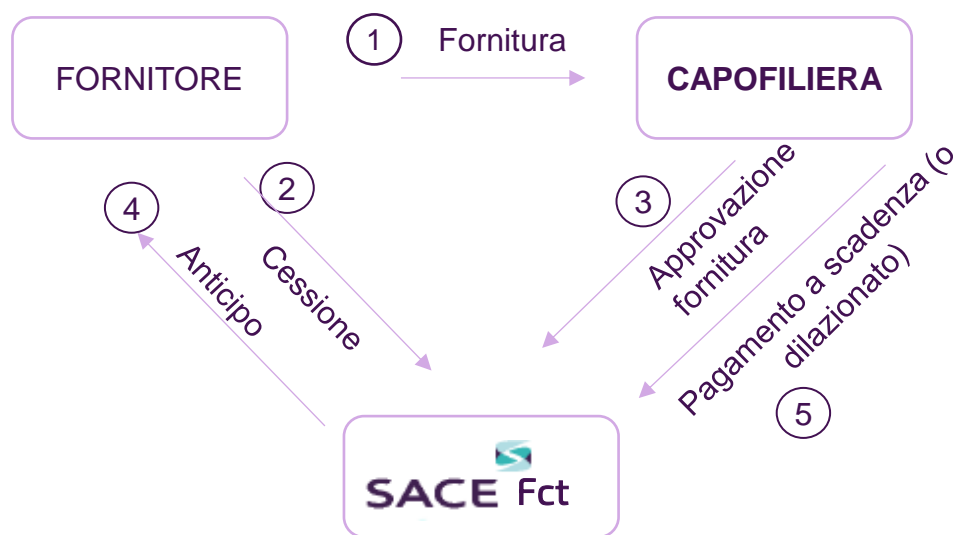 1 Fornitura
FORNITORE
CAPOFILIERA
2
3
4
Approvazione
fornitura
Pagamento a scadenza (o
dilazionato)
Anticipo
Cessione
5
SACE Fct